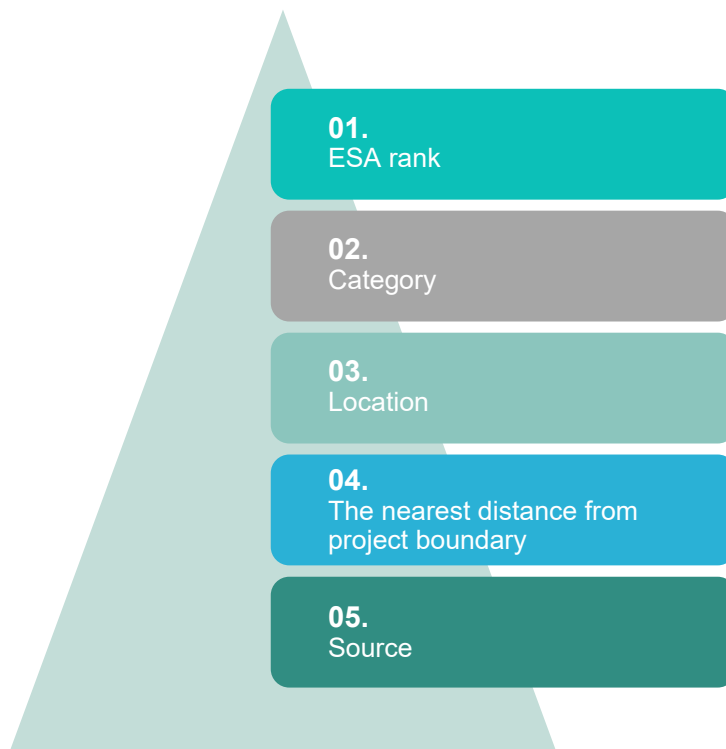 01.
ESA rank
02.
Category
03.
Location
04.
The nearest distance from
project boundary
05.
Source